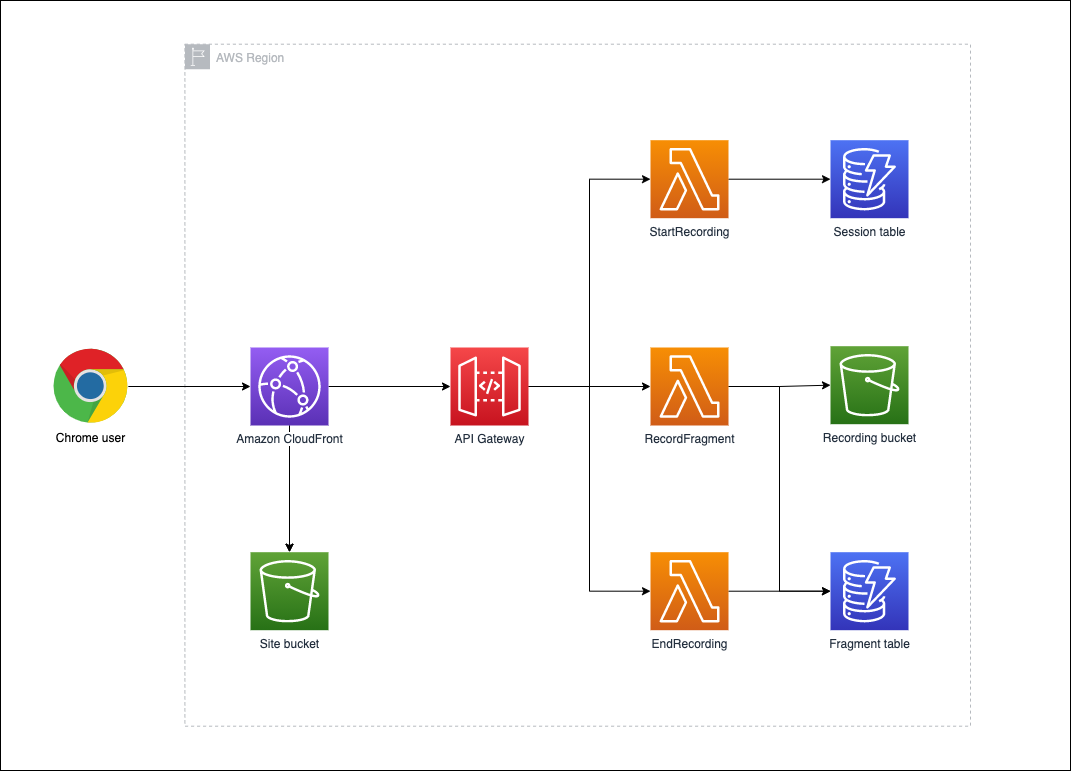 AWS Region
StartRecording
Session table
Chrome user
Amazon CloudFront
</>
API Gateway
RecordFragment
Recording bucket
Site bucket
EndRecording
Fragment table